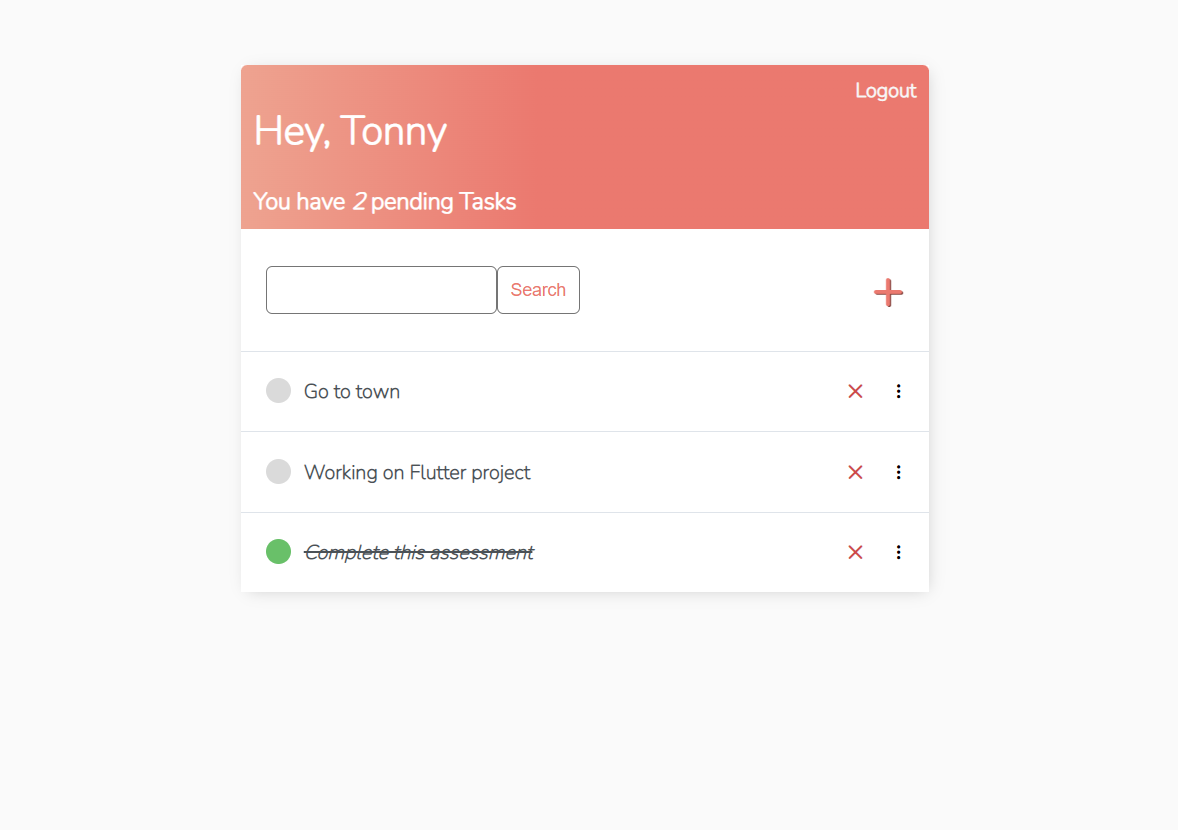 Logout
Hey, Tonny
You have 2 pending Tasks
Search
Go to town
Working on Flutter project
Complete this assessment